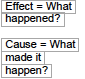 Effect = What
happened?
Cause = What
made it
happen?